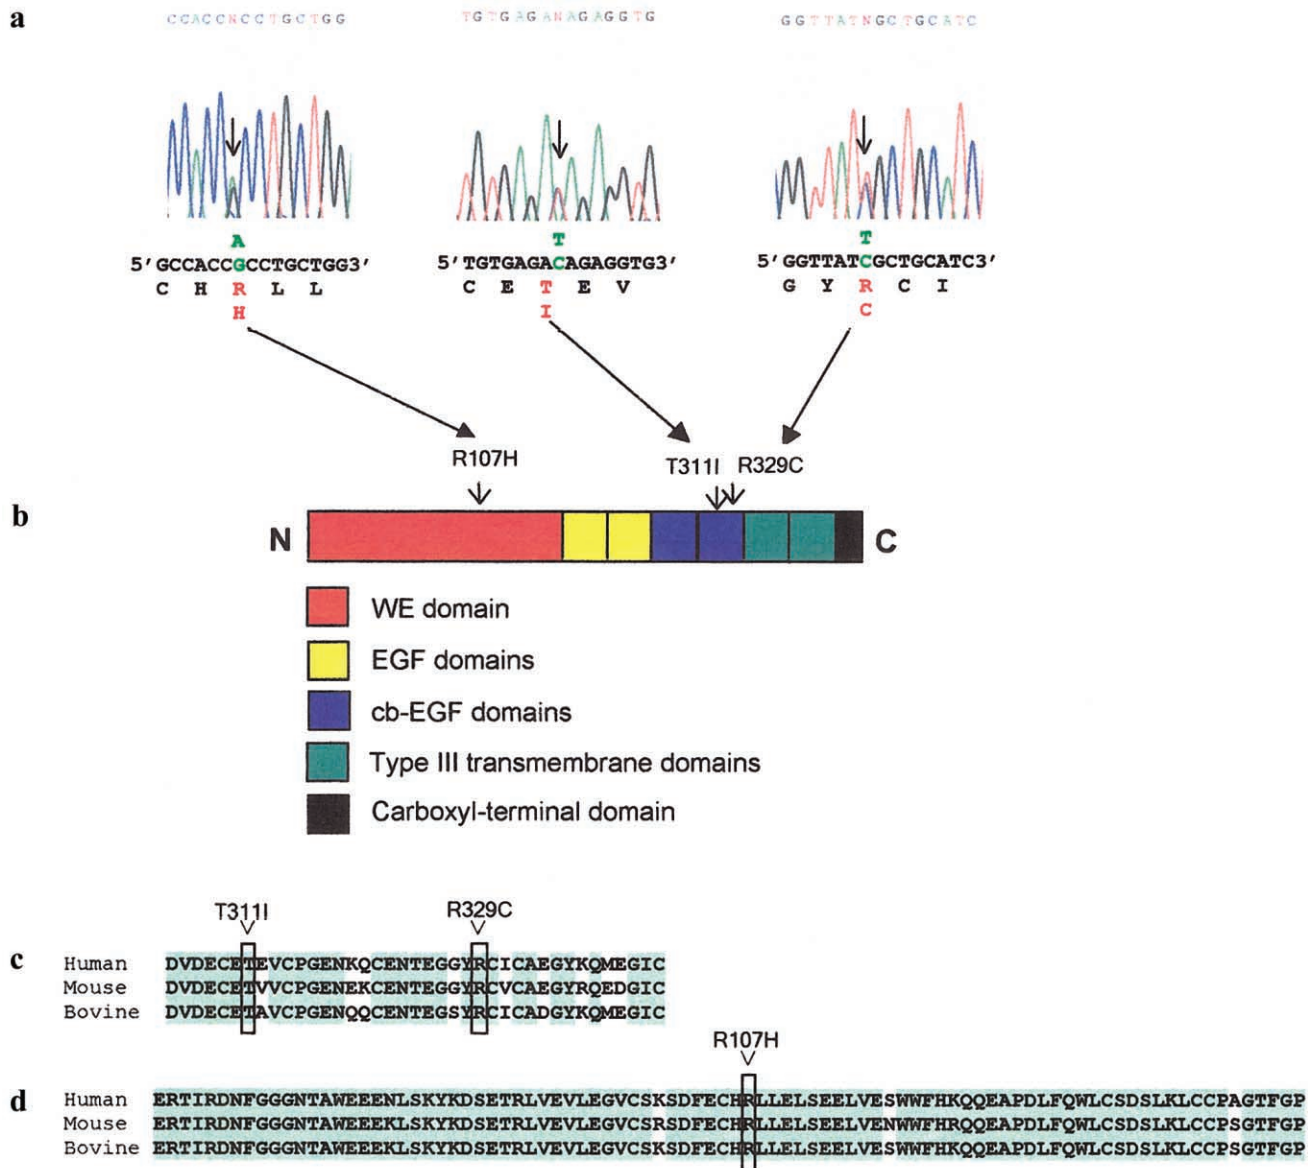 a
CCACCNCCTGCTGG TGTGAGANAGAGGTG GGTTATNGCTGCATC
A T T
5'GCCACCGCCTGCTGG3' 5'TGTGAGACAGAGGTG3' 5'GGTTATCGCTGCATC3'
C H R L L C E T E V G Y R C I
H I C
R107H T311I R329C
b
N C
WE domain
EGF domains
cb-EGF domains
Type III transmembrane domains
Carboxyl-terminal domain
T311I R329C
c
Human DVDECETEVCPGENKQCENTEGGYRCICAEGYKQMEGIC
Mouse DVDECETVVCPGENEKCENTEGGYRCVCAEGYRQEDGIC
Bovine DVDECETAVCPGENQQCENTEGSYRCICADGYKQMEGIC
R107H
d
Human ERTIRDNFGGGNTAWEEENLSKYKDSETRLVEVLEGVCSKSDFECHRLLELSEELVESWWFHKQQEAPDLFQWLCSDSLKLCCPAGTFGP
Mouse ERTIRDNFGGGNTAWEEEKLSKYKDSETRLVEVLEGVCSRSDFECHRLLELSEELVENWWFHRQQEAPDLFQWLCSDSLKLCCPSGTFGP
Bovine ERTIRDNFGGGNTAWEEEKLSKYKDSETRLVEVLEGVCSKSDFECHRLLELSEELVESWWFHKQQEAPDLFQWLCSDSLKLCCPSGTFGP